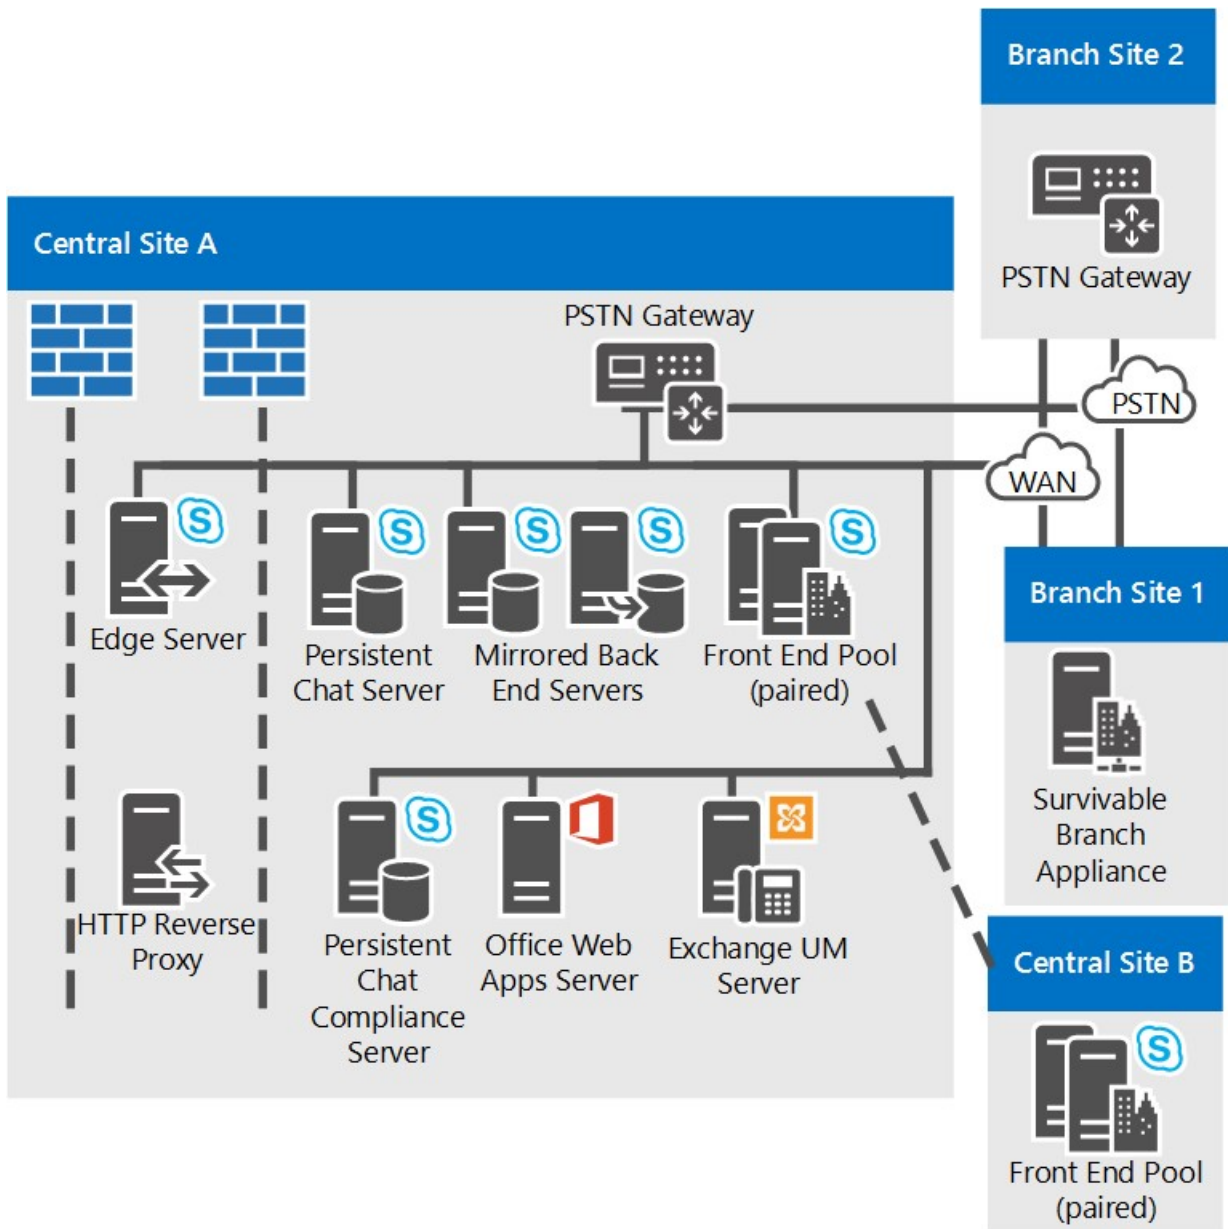 Branch Site 2
PSTN Gateway
Central Site A
PSTN Gateway
PSTN
WAN
Edge Server
Persistent
Chat Server
Mirrored Back
End Servers
Front End Pool
(paired)
Branch Site 1
Survivable
Branch
Appliance
HTTP Reverse
Proxy
Persistent
Chat
Compliance
Server
Office Web
Apps Server
Exchange UM
Server
Central Site B
Front End Pool
(paired)